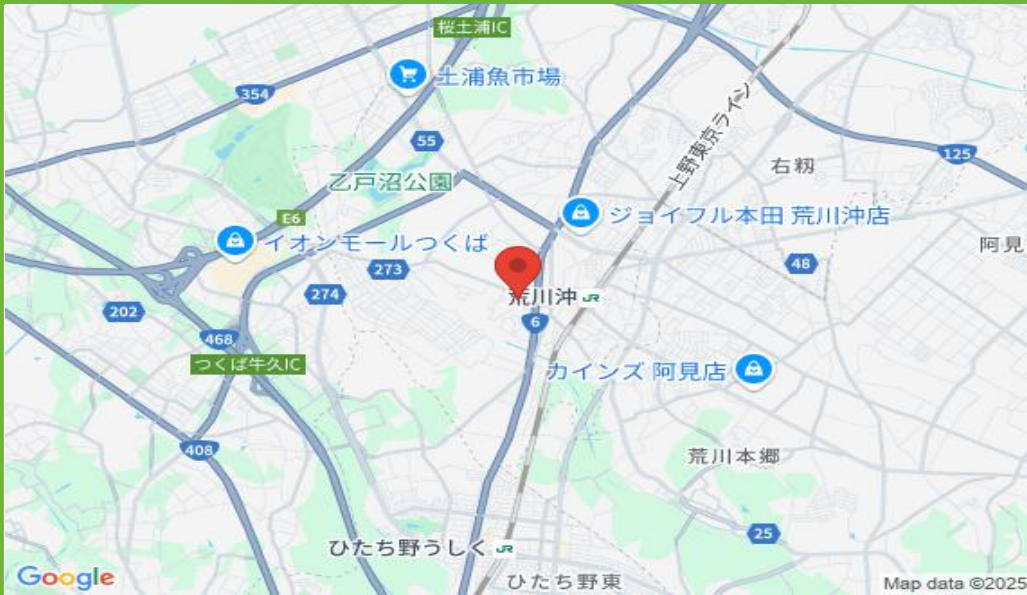 桜土浦IC
土浦魚市場
354
上野東京ライン
55
125
右籾
乙戸沼公園
E6
ジョイフル本田 荒川沖店
イオンモールつくば
阿見
273
48
274
荒川沖 JR
202
6
468
つくば牛久IC
カインズ 阿見店
408
荒川本郷
25
ひたち野うしく JR
Google
ひたち野東
Map data ©2025